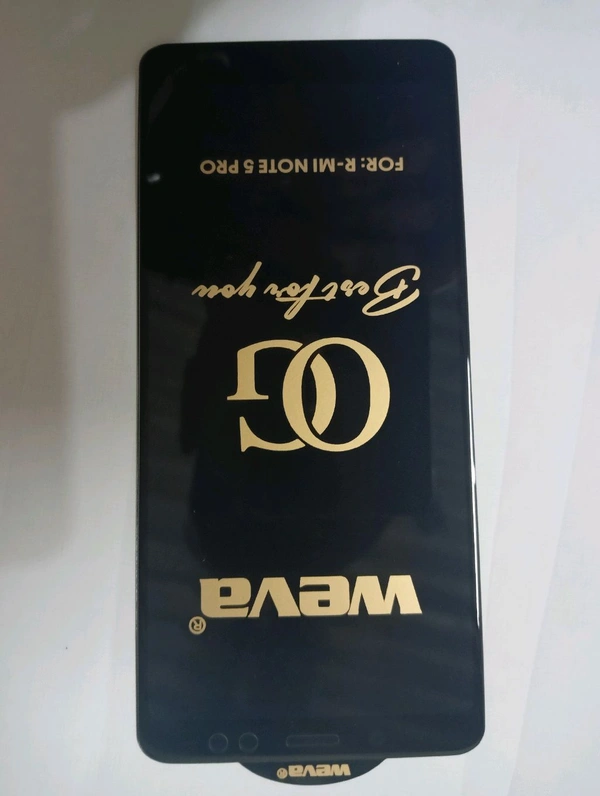 weva®
weva®
OG
Best for you
FOR: R-MI NOTE 5 PRO